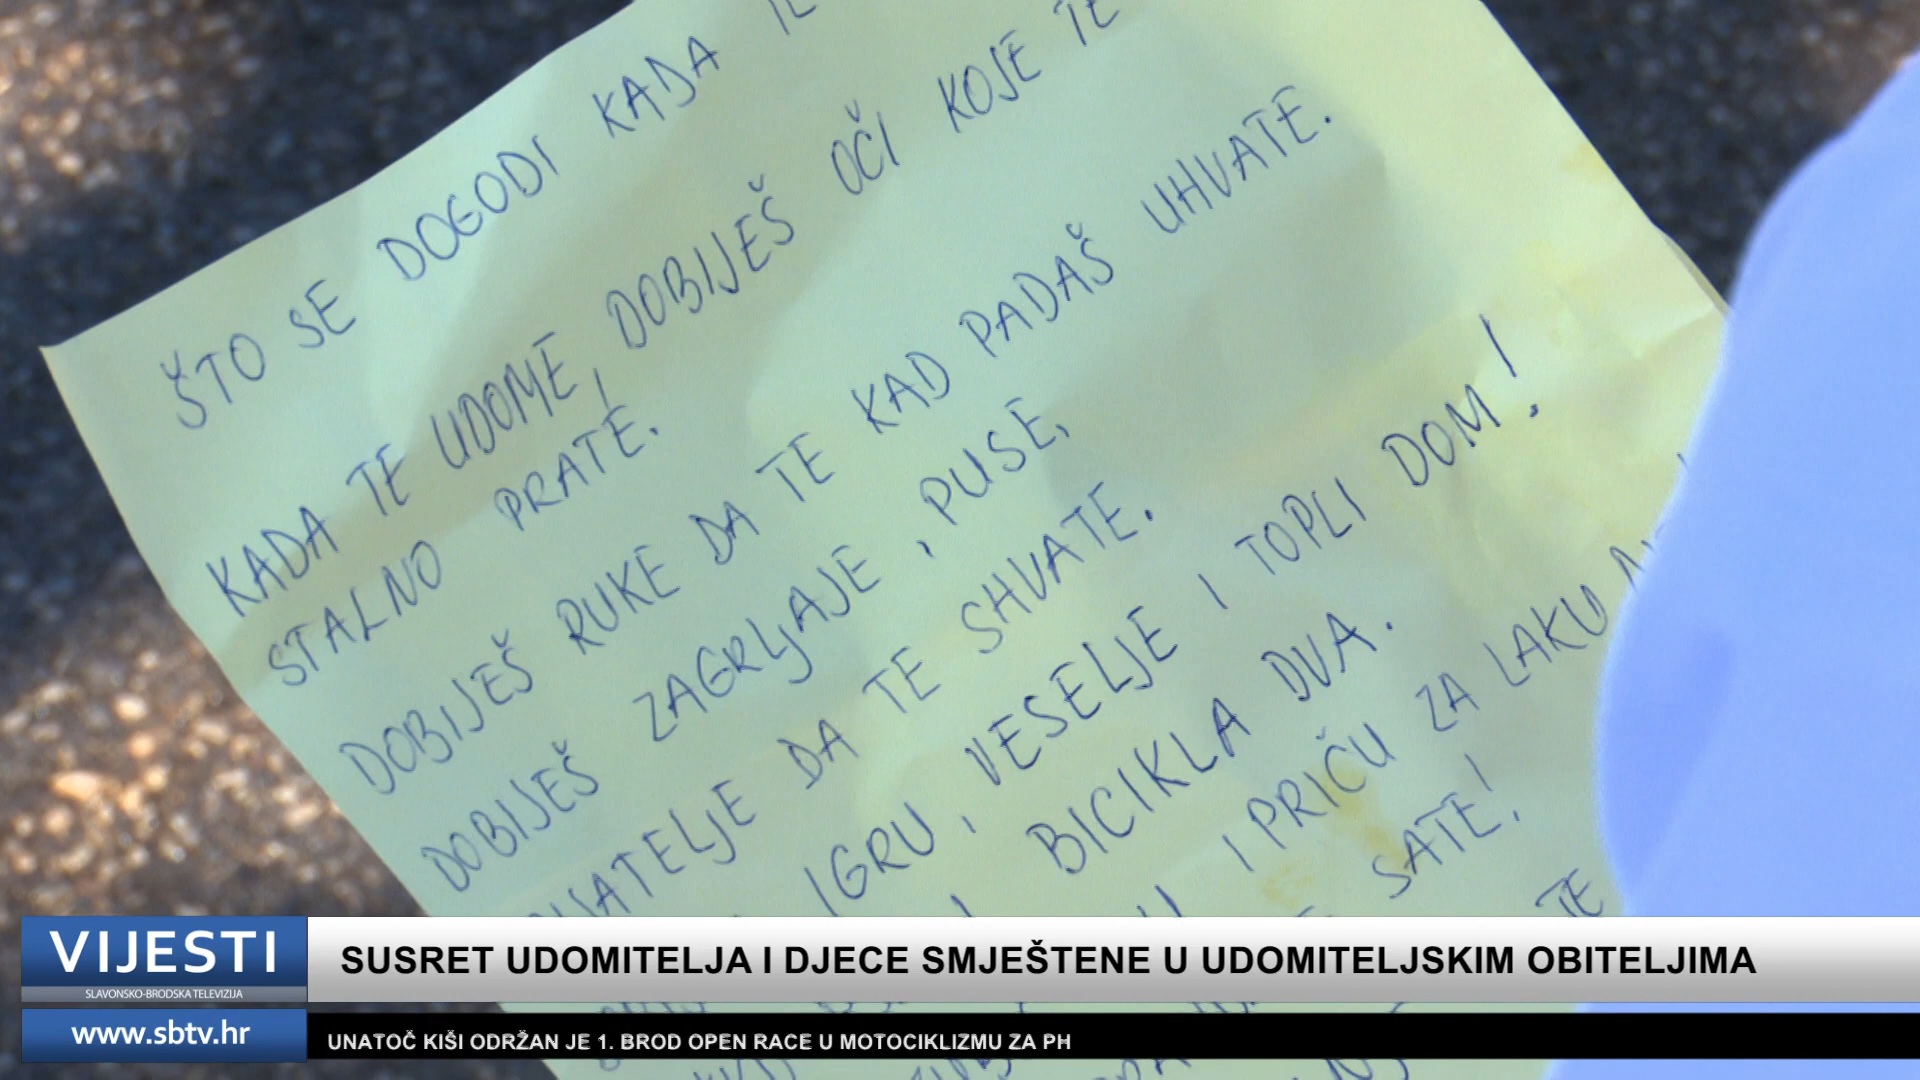 ŠTO SE DOGODI KADA TE
KADA TE UDOME, DOBIJEŠ OČI KOJE TE
STALNO PRATE.
DOBIJEŠ RUKE DA TE KAD PADAŠ UHVATE.
DOBIJEŠ ZAGRLJAJE, PUSE,
DA TE SHVATE.
IGRU, VESELJE I TOPLI DOM!
BICIKLA DVA.
I PRIČU ZA LAKU
SATE!
TE
VIJESTI
SLAVONSKO-BRODSKA TELEVIZIJA
SUSRET UDOMITELJA I DJECE SMJEŠTENE U UDOMITELJSKIM OBITELJIMA
www.sbtv.hr
UNATOČ KIŠI ODRŽAN JE 1. BROD OPEN RACE U MOTOCIKLIZMU ZA PH